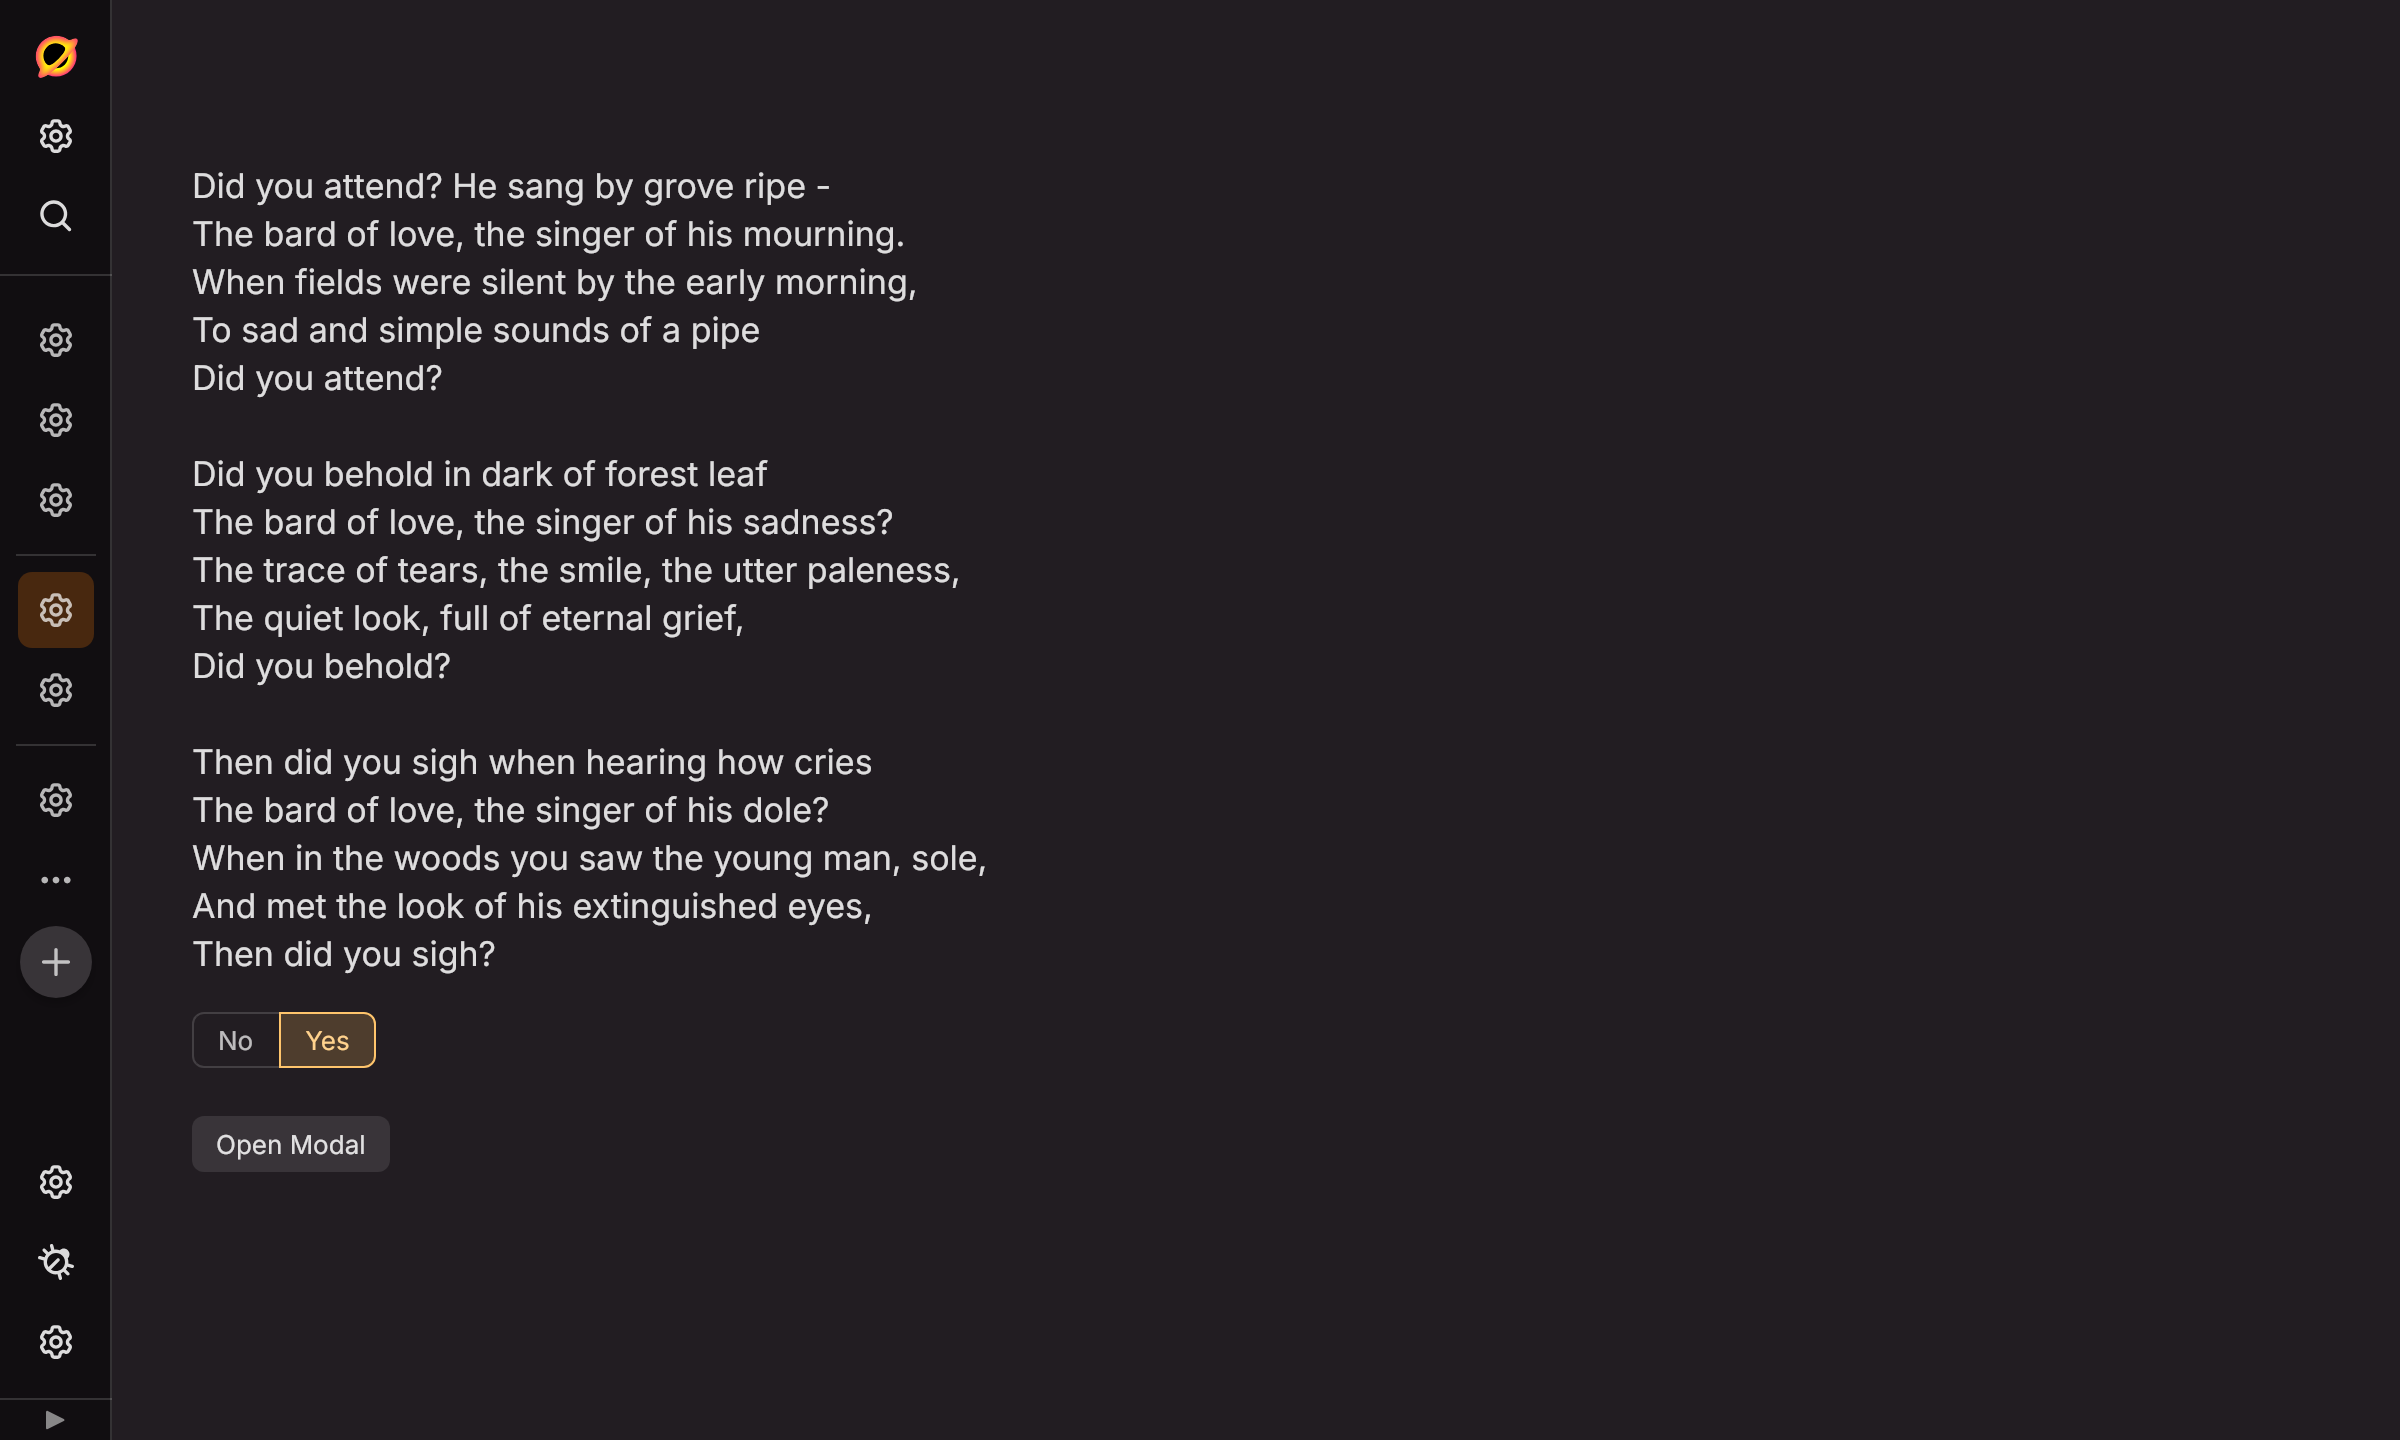 Did you attend? He sang by grove ripe -
The bard of love, the singer of his mourning.
When fields were silent by the early morning,
To sad and simple sounds of a pipe
Did you attend?

Did you behold in dark of forest leaf
The bard of love, the singer of his sadness?
The trace of tears, the smile, the utter paleness,
The quiet look, full of eternal grief,
Did you behold?

Then did you sigh when hearing how cries
The bard of love, the singer of his dole?
When in the woods you saw the young man, sole,
And met the look of his extinguished eyes,
Then did you sigh?

No Yes
Open Modal